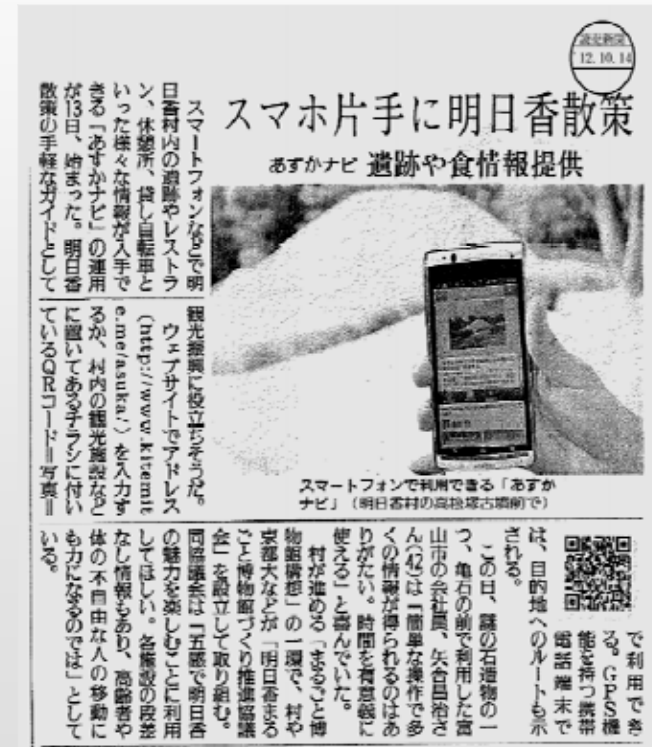 読売新聞
12.10.14
スマホ片手に明日香散策
あすかナビ 遺跡や食情報提供
スマートフォンなどで明
日香村内の遺跡やレストラ
ン、休憩所、貸し自転車と
いった様々な情報が入手で
きる「あすかナビ」の運用
が13日、始まった。明日香
散策の手軽なガイドとして
観光振興に役立ちそうだ。
ウェブサイトでアドレス
(http://www.kitemit
e.me/asuka/)を入力す
るか、村内の観光施設など
に置いてあるチラシに付い
ているQRコード=写真=
スマートフォンで利用できる「あすか
ナビ」(明日香村の高松塚古墳前で)
で利用でき
る。GPS機
能を持つ携帯
電話端末で
は、目的地へのルートも示
される。
この日、謎の石造物の一
つ、亀石の前で利用した富
山市の会社員、矢合昌治さ
ん(42)は「簡単な操作で多
くの情報が得られるのはあ
りがたい。時間を有意義に
使える」と喜んでいた。
村が進める「まるごと博
物館構想」の一環で、村や
京都大などが「明日香まる
ごと博物館づくり推進協議
会」を設立して取り組む。
同協議会は「五感で明日香
の魅力を楽しむごとに利用
してほしい。各施設の段差
なし情報もあり、高齢者や
体の不自由な人の移動に
も力になるのでは」として
いる。